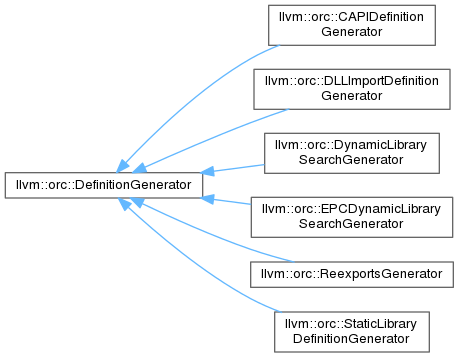 llvm::orc::CAPIDefinition
Generator
llvm::orc::DLLImportDefinition
Generator
llvm::orc::DynamicLibrary
SearchGenerator
llvm::orc::DefinitionGenerator
llvm::orc::EPCDynamicLibrary
SearchGenerator
llvm::orc::ReexportsGenerator
llvm::orc::StaticLibrary
DefinitionGenerator